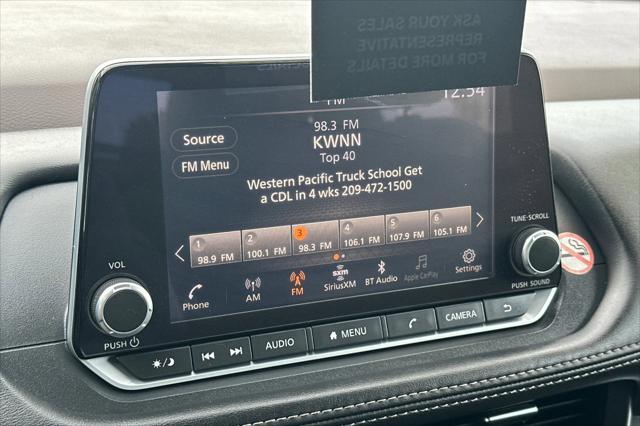 ASK YOUR SALES
REPRESENTATIVE
FOR MORE DETAILS
FM
12:54
98.3 FM
KWNN
Top 40
Source
FM Menu
Western Pacific Truck School Get
a CDL in 4 wks 209-472-1500
1 2 3 4 5 6
98.9 FM 100.1 FM 98.3 FM 106.1 FM 107.9 FM 105.1 FM
Phone AM FM SXM SiriusXM BT Audio Apple CarPlay Settings
VOL
PUSH
TUNE·SCROLL
PUSH SOUND
AUDIO MENU CAMERA